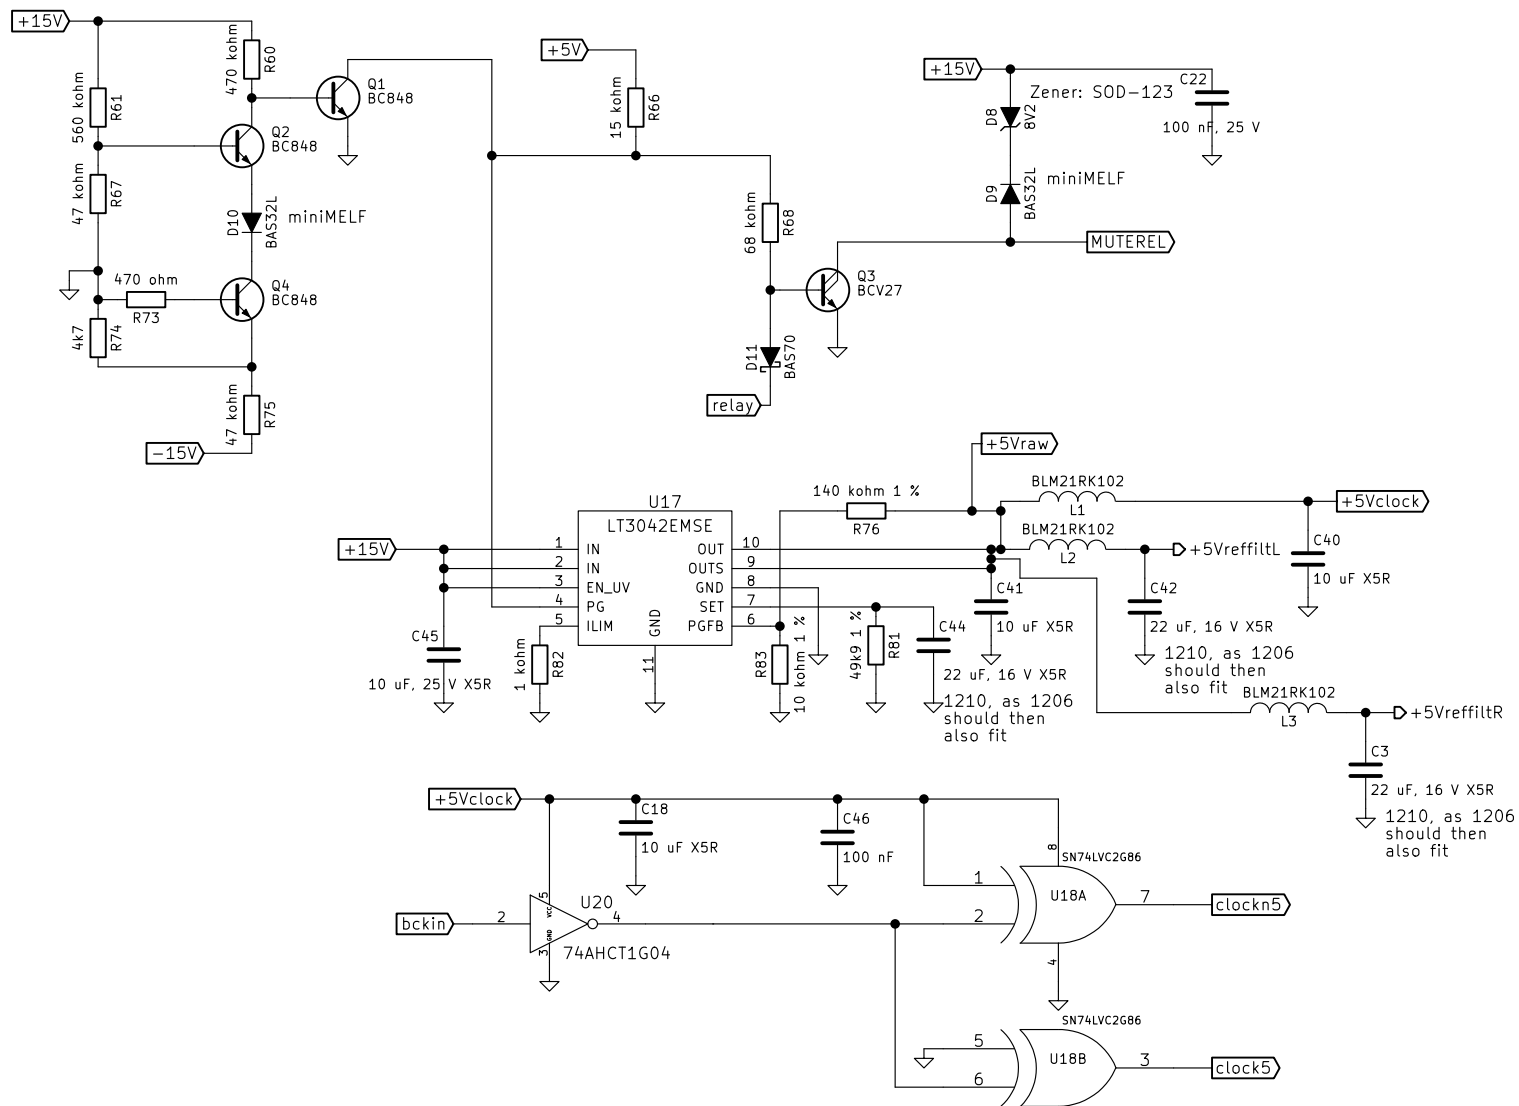 +15V
470 kohm
R60
Q1
BC848
560 kohm
R61
Q2
BC848
47 kohm
R67
D10
BAS32L
miniMELF
470 ohm
R73
Q4
BC848
4k7
R74
47 kohm
R75
-15V
+5V
15 kohm
R66
68 kohm
R68
Q3
BCV27
D11
BAS70
relay
+15V
C22
Zener: SOD-123
D8
8V2
100 nF, 25 V
D9
BAS32L
miniMELF
MUTEREL
+5Vraw
U17
LT3042EMSE
+15V
1 IN
2 IN
3 EN_UV
4 PG
5 ILIM
OUT 10
OUTS 9
GND 8
SET 7
PGFB 6
GND
11
C45
10 uF, 25 V X5R
1 kohm
R82
140 kohm 1 %
R76
R83
10 kohm 1 %
49k9 1 %
R81
C44
22 uF, 16 V X5R
1210, as 1206
should then
also fit
C41
10 uF X5R
BLM21RK102
L1
+5Vclock
BLM21RK102
L2
+5VreffiltL
C40
10 uF X5R
C42
22 uF, 16 V X5R
1210, as 1206
should then
also fit
BLM21RK102
L3
+5VreffiltR
C3
22 uF, 16 V X5R
1210, as 1206
should then
also fit
+5Vclock
C18
10 uF X5R
C46
100 nF
bckin
2
5
VCC
GND
3
U20
4
74AHCT1G04
8
SN74LVC2G86
1
2
U18A
7
clockn5
4
SN74LVC2G86
5
6
U18B
3
clock5